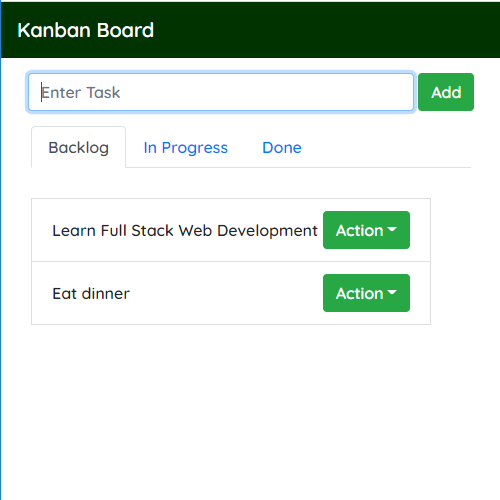 Kanban Board
Enter Task
Add
Backlog In Progress Done
Learn Full Stack Web Development Action
Eat dinner Action